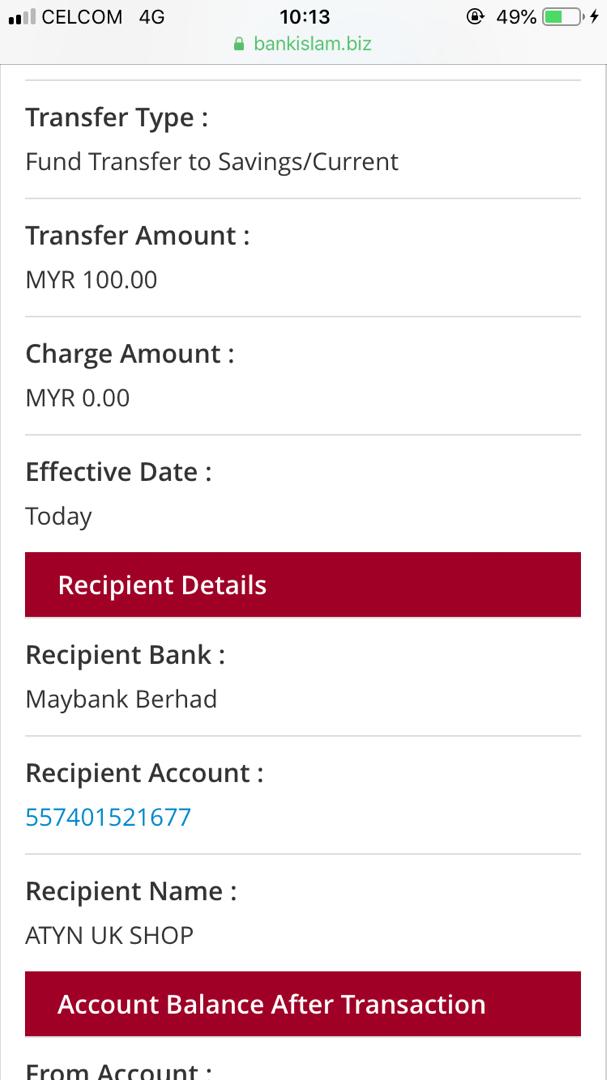 CELCOM 4G 10:13 49%
bankislam.biz
Transfer Type :
Fund Transfer to Savings/Current
Transfer Amount :
MYR 100.00
Charge Amount :
MYR 0.00
Effective Date :
Today
Recipient Details
Recipient Bank :
Maybank Berhad
Recipient Account :
557401521677
Recipient Name :
ATYN UK SHOP
Account Balance After Transaction
From Account :